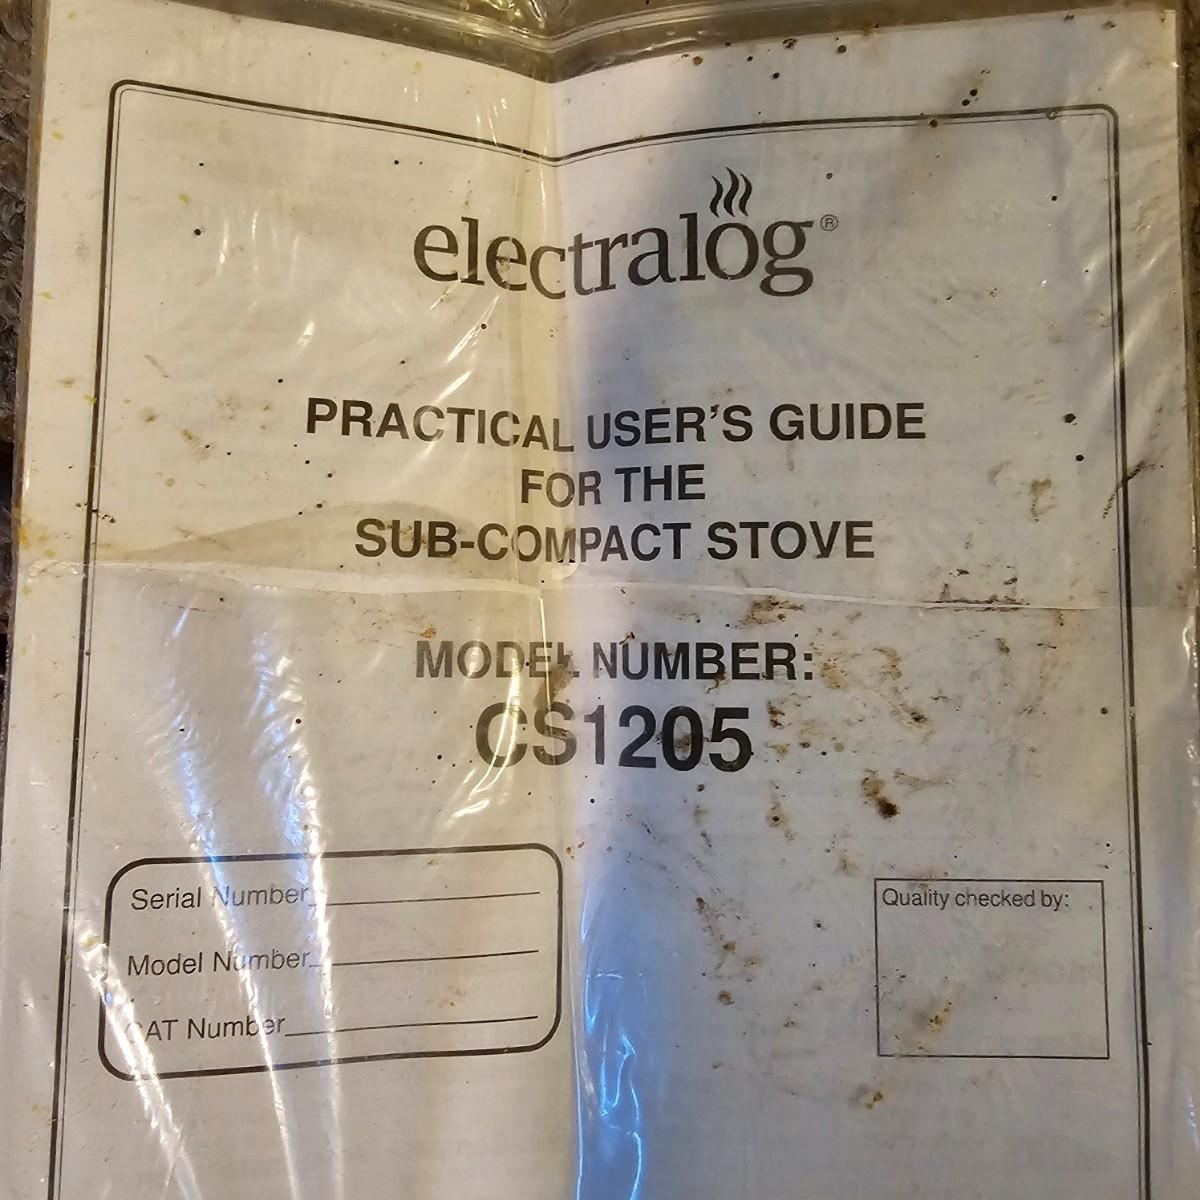 electralog®
PRACTICAL USER'S GUIDE
FOR THE
SUB-COMPACT STOVE
MODEL NUMBER:
CS1205
Serial Number
Model Number
CAT Number
Quality checked by: